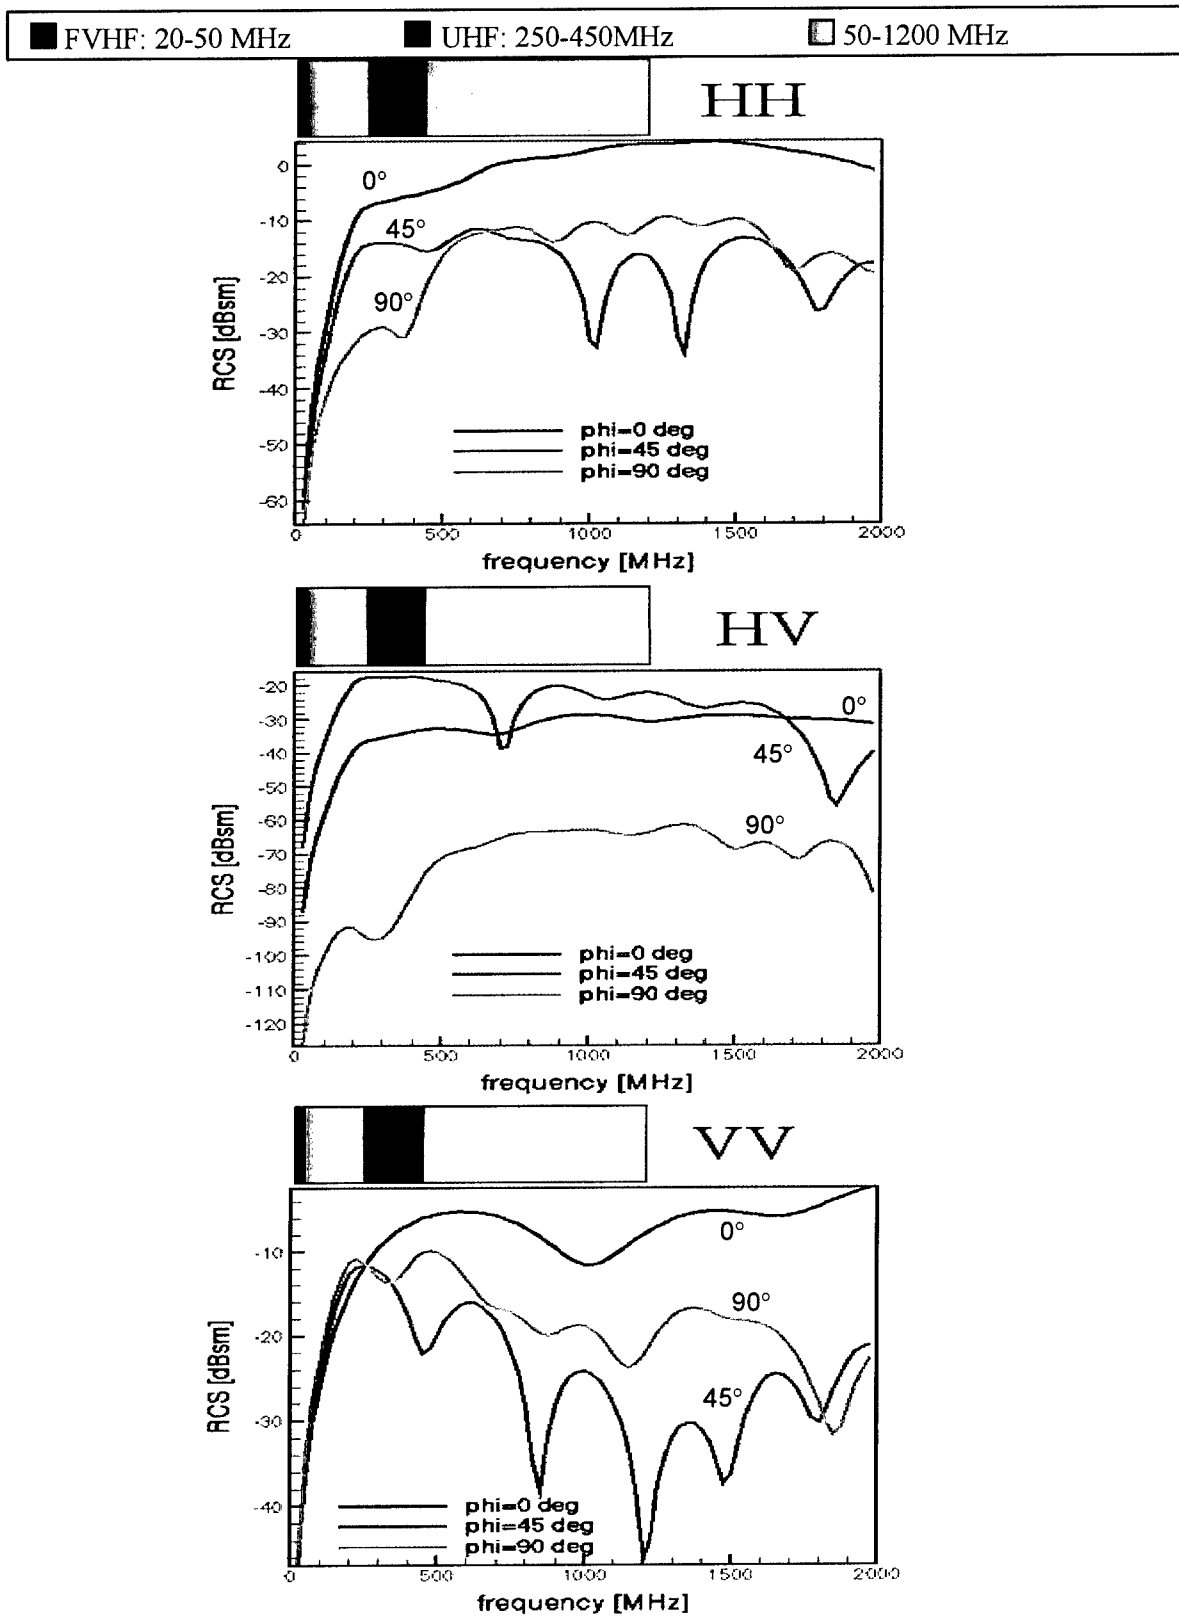 FVHF: 20-50 MHz UHF: 250-450MHz 50-1200 MHz
HH
0
-10
-20
-30
-40
-50
-60
RCS [dBsm]
0°
45°
90°
phi=0 deg
phi=45 deg
phi=90 deg
0 500 1000 1500 2000
frequency [MHz]
HV
-20
-30
-40
-50
-60
-70
-80
-90
-100
-110
-120
RCS [dBsm]
0°
45°
90°
phi=0 deg
phi=45 deg
phi=90 deg
0 500 1000 1500 2000
frequency [MHz]
VV
-10
-20
-30
-40
RCS [dBsm]
0°
90°
45°
phi=0 deg
phi=45 deg
phi=90 deg
0 500 1000 1500 2000
frequency [MHz]